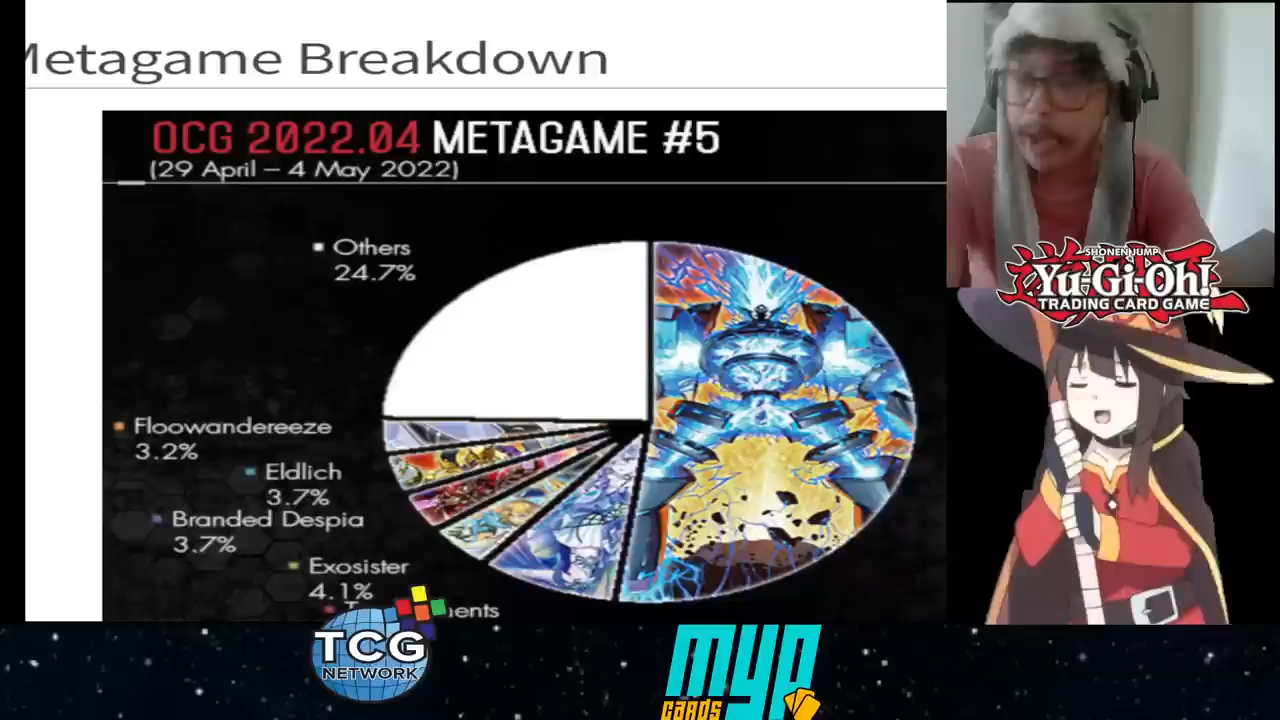 Metagame Breakdown
OCG 2022.04 METAGAME #5
(29 April – 4 May 2022)
Others
24.7%
Floowandereeze
3.2%
Eldlich
3.7%
Branded Despia
3.7%
Exosister
4.1%
SHONEN JUMP
Yu-Gi-Oh!
TRADING CARD GAME
TCG
NETWORK
MYP
CARDS